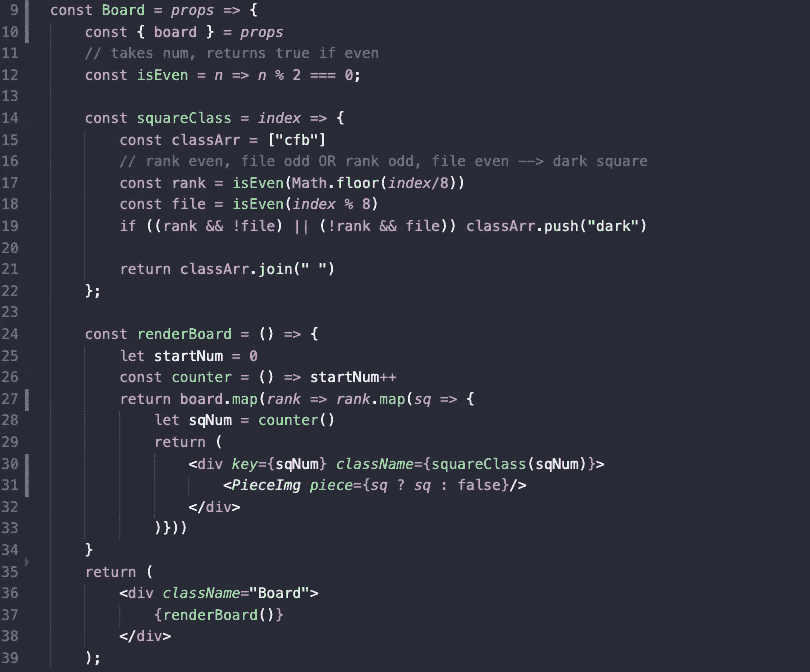 9 const Board = props => {
10 const { board } = props
11 // takes num, returns true if even
12 const isEven = n => n % 2 === 0;
13
14 const squareClass = index => {
15 const classArr = ["cfb"]
16 // rank even, file odd OR rank odd, file even ——> dark square
17 const rank = isEven(Math.floor(index/8))
18 const file = isEven(index % 8)
19 if ((rank && !file) || (!rank && file)) classArr.push("dark")
20
21 return classArr.join(" ")
22 };
23
24 const renderBoard = () => {
25 let startNum = 0
26 const counter = () => startNum++
27 return board.map(rank => rank.map(sq => {
28 let sqNum = counter()
29 return (
30 <div key={sqNum} className={squareClass(sqNum)}>
31 <PieceImg piece={sq ? sq : false}/>
32 </div>
33 )}))
34 }
35 return (
36 <div className="Board">
37 {renderBoard()}
38 </div>
39 );